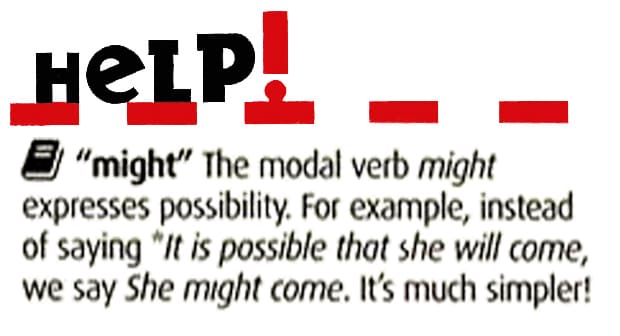 HeLP!
"might" The modal verb might
expresses possibility. For example, instead
of saying *It is possible that she will come,
we say She might come. It's much simpler!